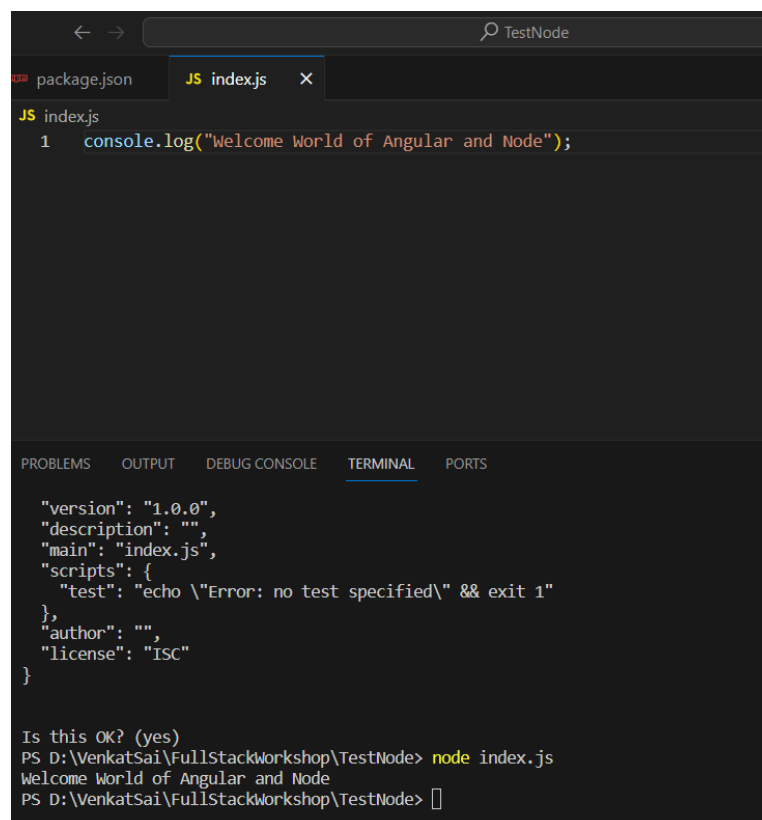 TestNode
package.json JS index.js
JS index.js
1 console.log("Welcome World of Angular and Node");
PROBLEMS OUTPUT DEBUG CONSOLE TERMINAL PORTS
"version": "1.0.0",
"description": "",
"main": "index.js",
"scripts": {
"test": "echo \"Error: no test specified\" && exit 1"
},
"author": "",
"license": "ISC"
}
Is this OK? (yes)
PS D:\VenkatSai\FullStackWorkshop\TestNode> node index.js
Welcome World of Angular and Node
PS D:\VenkatSai\FullStackWorkshop\TestNode>